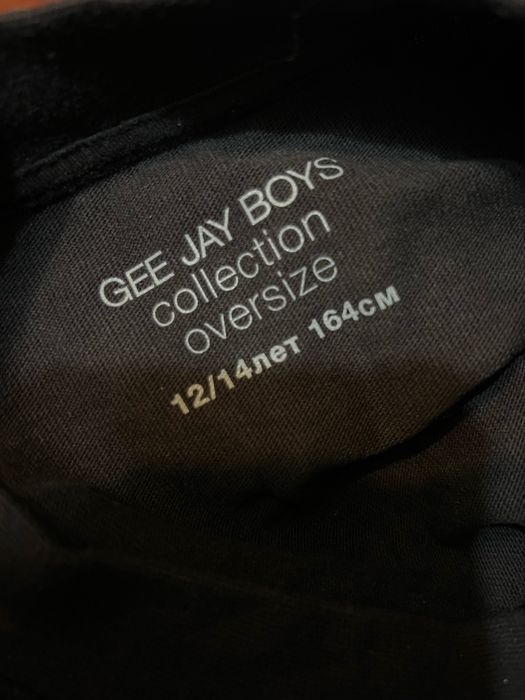 GEE JAY BOYS
collection
oversize
12/14лет 164см